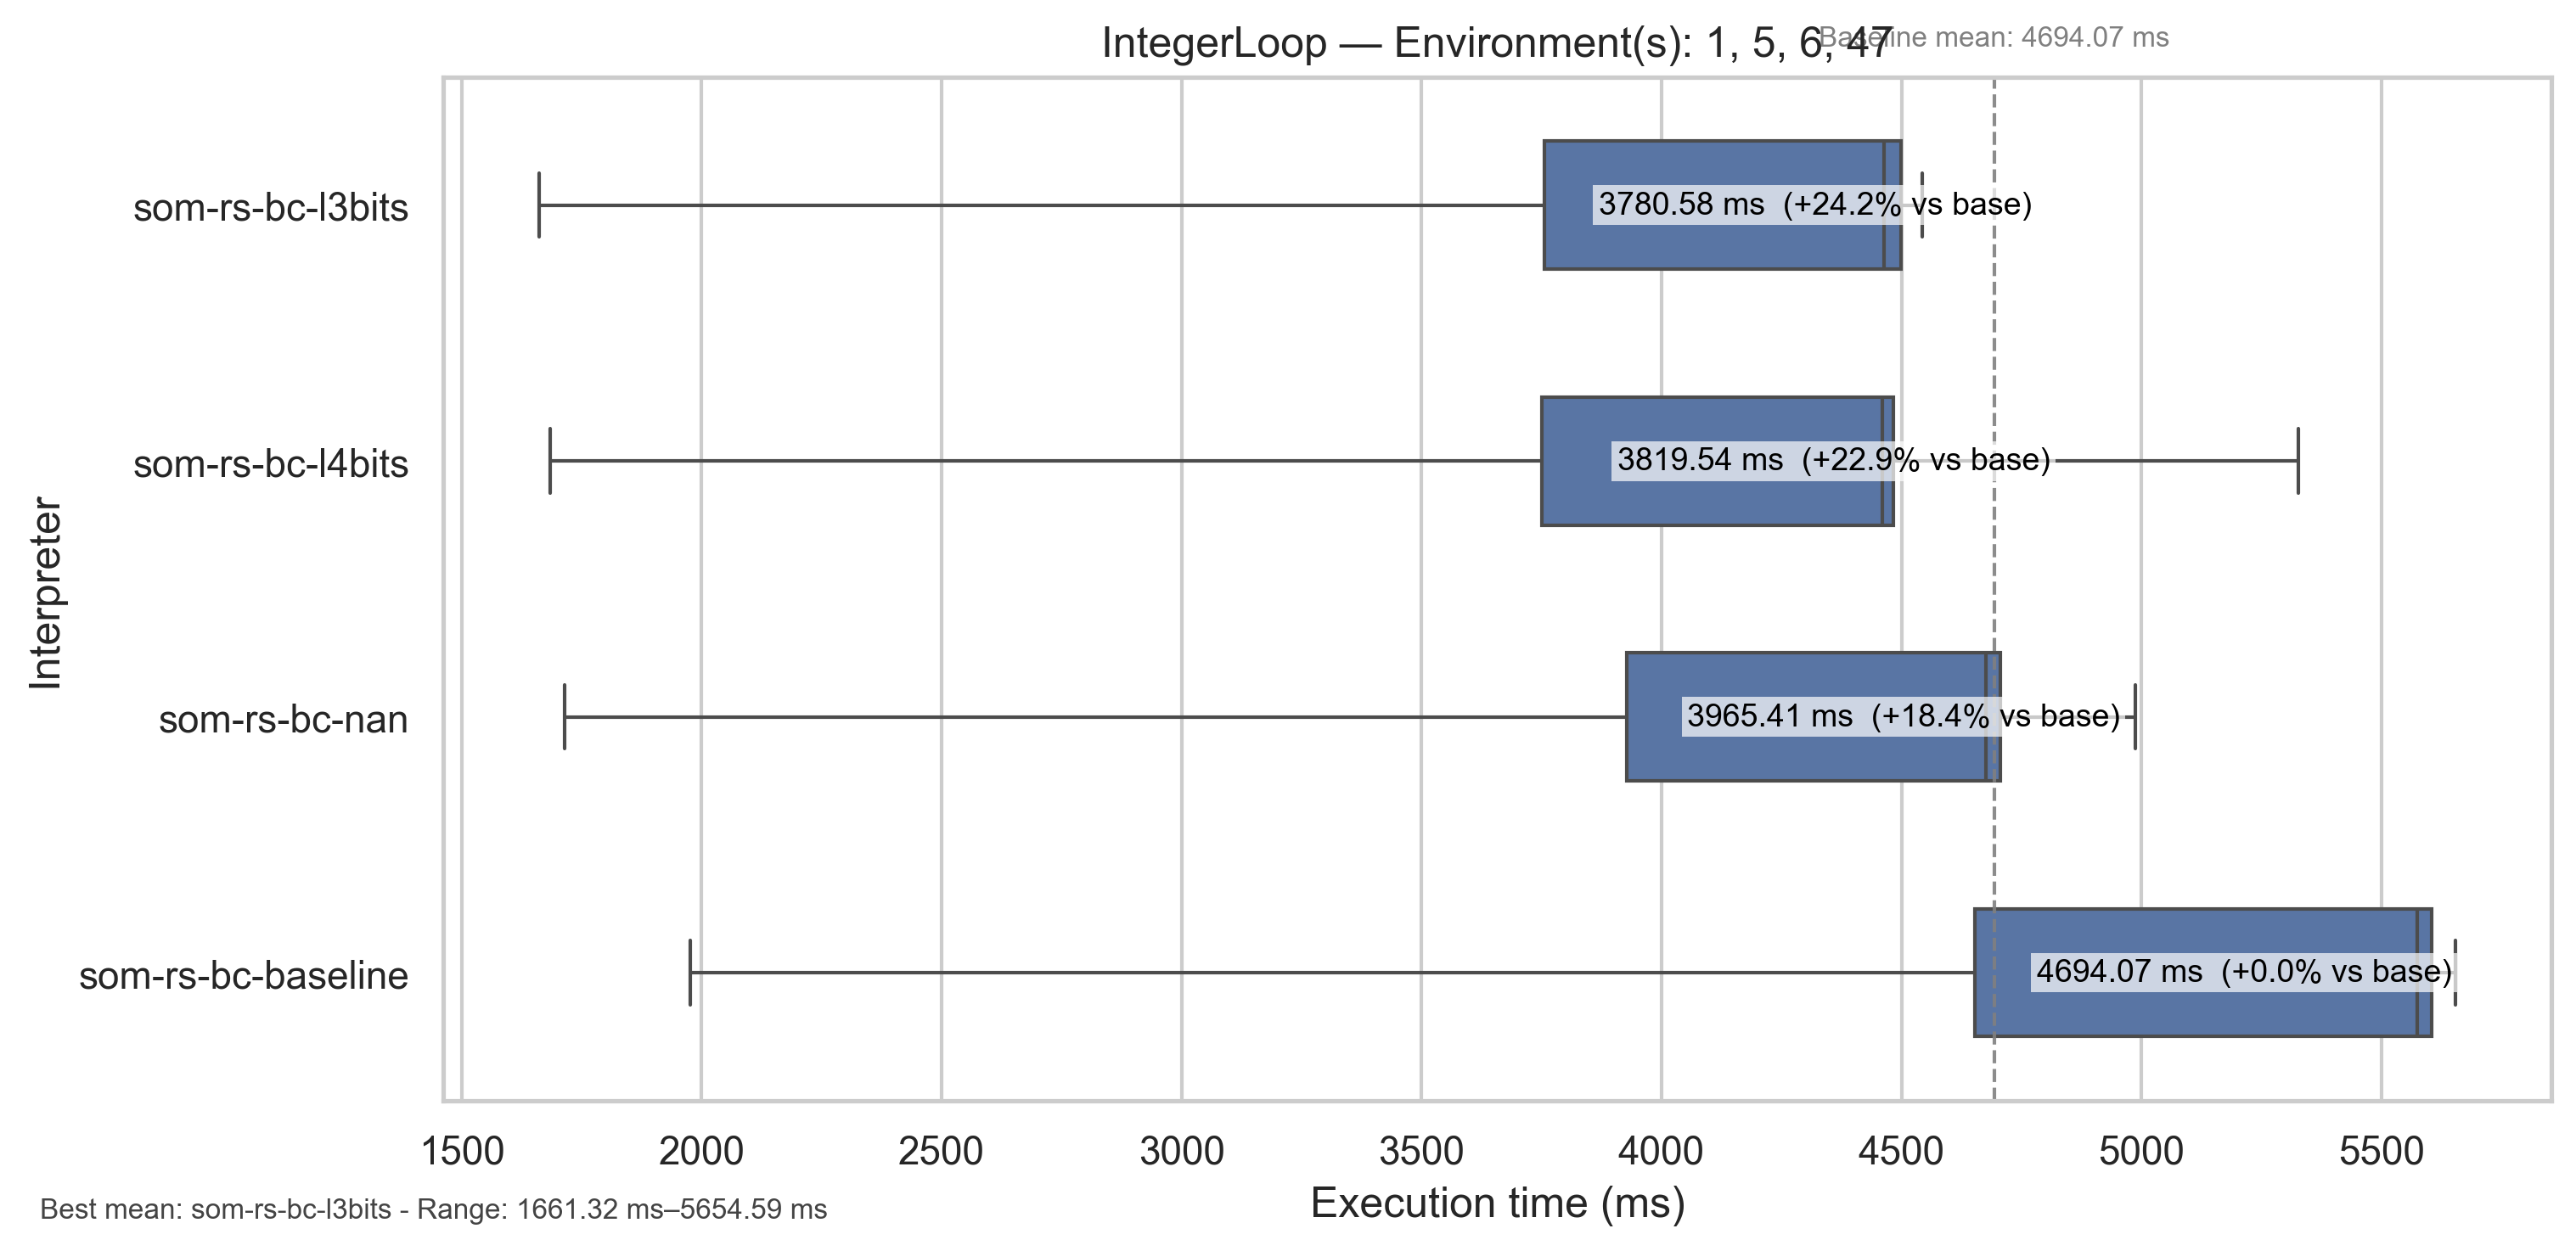 IntegerLoop — Environment(s): 1, 5, 6, 47
Baseline mean: 4694.07 ms
Interpreter
som-rs-bc-l3bits
3780.58 ms (+24.2% vs base)
som-rs-bc-l4bits
3819.54 ms (+22.9% vs base)
som-rs-bc-nan
3965.41 ms (+18.4% vs base)
som-rs-bc-baseline
4694.07 ms (+0.0% vs base)
1500 2000 2500 3000 3500 4000 4500 5000 5500
Execution time (ms)
Best mean: som-rs-bc-l3bits - Range: 1661.32 ms–5654.59 ms